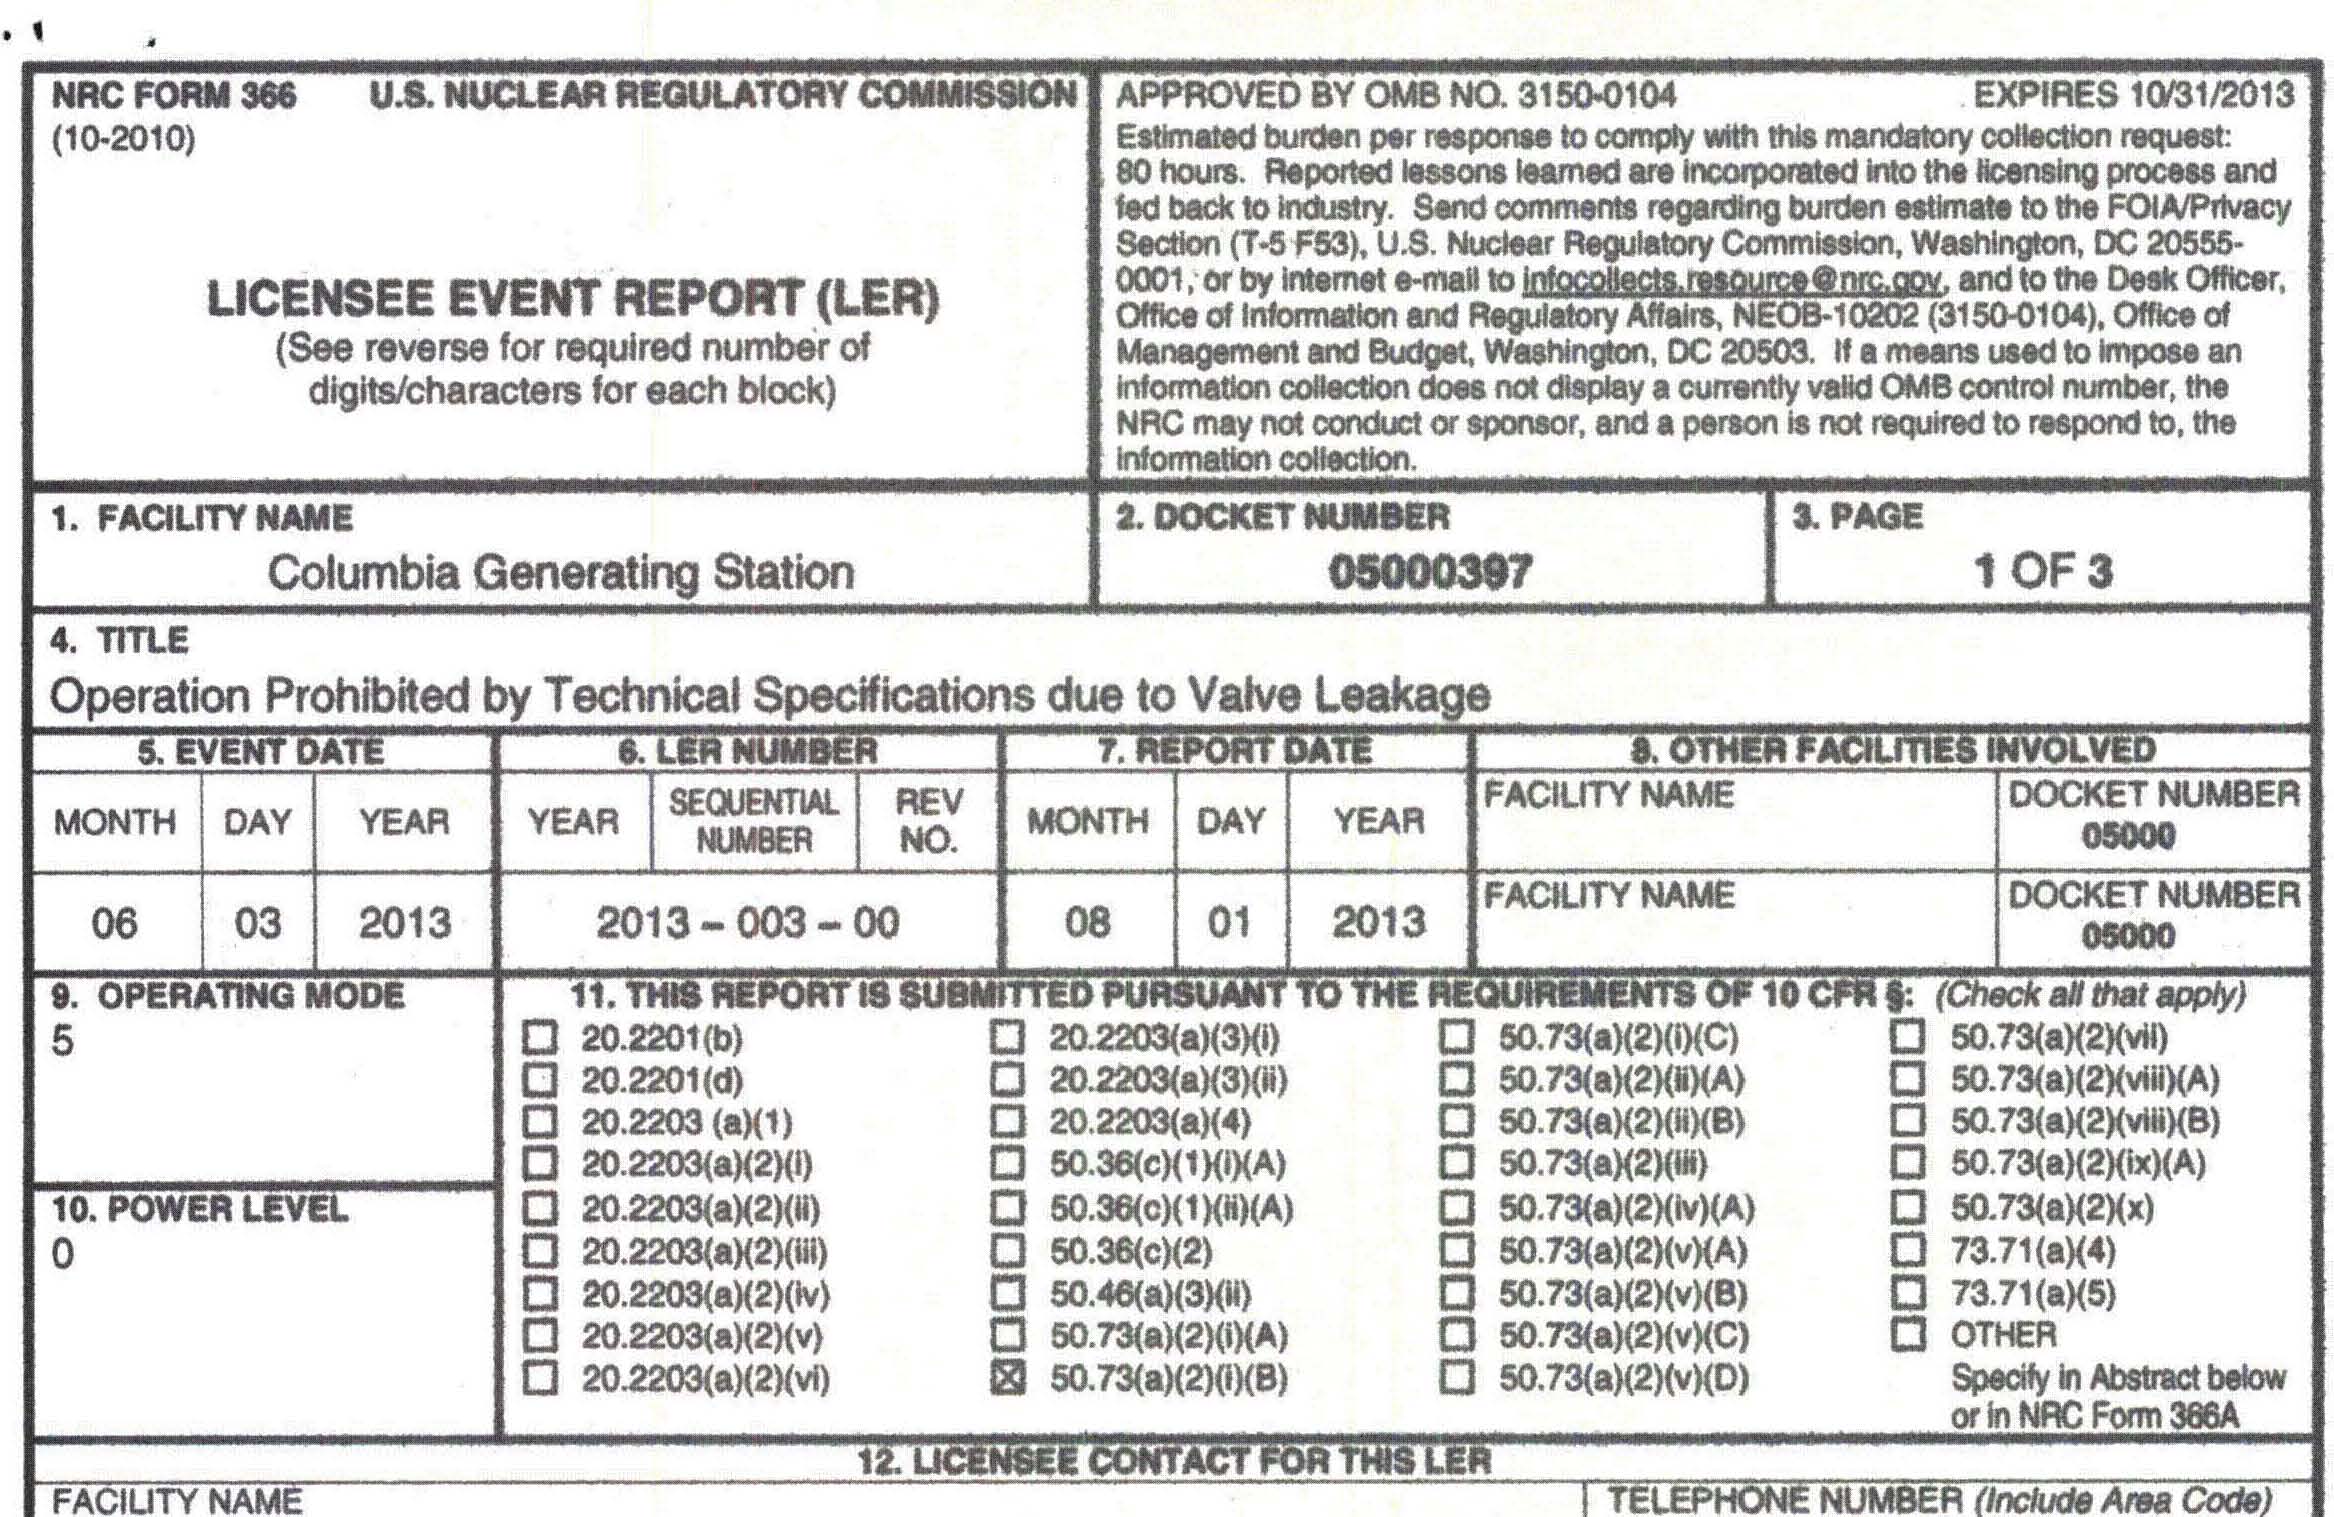 NRC FORM 366 U.S. NUCLEAR REGULATORY COMMISSION
(10-2010)
LICENSEE EVENT REPORT (LER)
(See reverse for required number of
digits/characters for each block)
APPROVED BY OMB NO. 3150-0104 EXPIRES 10/31/2013
Estimated burden per response to comply with this mandatory collection request:
80 hours. Reported lessons learned are incorporated into the licensing process and
fed back to industry. Send comments regarding burden estimate to the FOIA/Privacy
Section (T-5 F53), U.S. Nuclear Regulatory Commission, Washington, DC 20555-
0001, or by internet e-mail to infocollects.resource@nrc.gov, and to the Desk Officer,
Office of Information and Regulatory Affairs, NEOB-10202 (3150-0104), Office of
Management and Budget, Washington, DC 20503. If a means used to impose an
information collection does not display a currently valid OMB control number, the
NRC may not conduct or sponsor, and a person is not required to respond to, the
information collection.
1. FACILITY NAME
Columbia Generating Station
2. DOCKET NUMBER
05000397
3. PAGE
1 OF 3
4. TITLE
Operation Prohibited by Technical Specifications due to Valve Leakage
5. EVENT DATE 6. LER NUMBER 7. REPORT DATE 8. OTHER FACILITIES INVOLVED
MONTH DAY YEAR YEAR SEQUENTIAL NUMBER REV NO. MONTH DAY YEAR
FACILITY NAME DOCKET NUMBER
05000
06 03 2013 2013 – 003 – 00 08 01 2013
FACILITY NAME DOCKET NUMBER
05000
9. OPERATING MODE
5
10. POWER LEVEL
0
11. THIS REPORT IS SUBMITTED PURSUANT TO THE REQUIREMENTS OF 10 CFR §: (Check all that apply)
☐ 20.2201(b) ☐ 20.2203(a)(3)(i) ☐ 50.73(a)(2)(i)(C) ☐ 50.73(a)(2)(vii)
☐ 20.2201(d) ☐ 20.2203(a)(3)(ii) ☐ 50.73(a)(2)(ii)(A) ☐ 50.73(a)(2)(viii)(A)
☐ 20.2203 (a)(1) ☐ 20.2203(a)(4) ☐ 50.73(a)(2)(ii)(B) ☐ 50.73(a)(2)(viii)(B)
☐ 20.2203(a)(2)(i) ☐ 50.36(c)(1)(i)(A) ☐ 50.73(a)(2)(iii) ☐ 50.73(a)(2)(ix)(A)
☐ 20.2203(a)(2)(ii) ☐ 50.36(c)(1)(ii)(A) ☐ 50.73(a)(2)(iv)(A) ☐ 50.73(a)(2)(x)
☐ 20.2203(a)(2)(iii) ☐ 50.36(c)(2) ☐ 50.73(a)(2)(v)(A) ☐ 73.71(a)(4)
☐ 20.2203(a)(2)(iv) ☐ 50.46(a)(3)(ii) ☐ 50.73(a)(2)(v)(B) ☐ 73.71(a)(5)
☐ 20.2203(a)(2)(v) ☐ 50.73(a)(2)(i)(A) ☐ 50.73(a)(2)(v)(C) ☐ OTHER
☐ 20.2203(a)(2)(vi) ☒ 50.73(a)(2)(i)(B) ☐ 50.73(a)(2)(v)(D) Specify in Abstract below
or in NRC Form 366A
12. LICENSEE CONTACT FOR THIS LER
FACILITY NAME TELEPHONE NUMBER (Include Area Code)